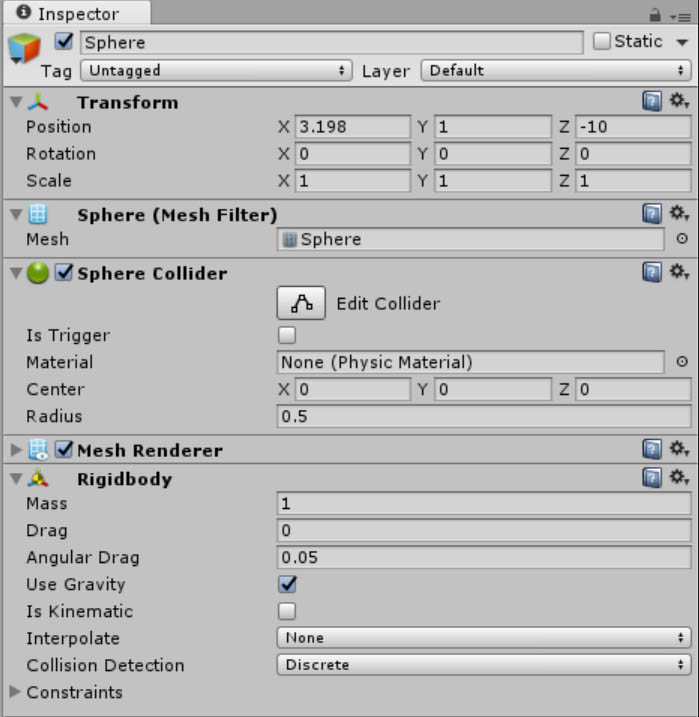 Inspector
Sphere Static
Tag Untagged Layer Default
Transform
Position X 3.198 Y 1 Z -10
Rotation X 0 Y 0 Z 0
Scale X 1 Y 1 Z 1
Sphere (Mesh Filter)
Mesh Sphere
Sphere Collider
Edit Collider
Is Trigger
Material None (Physic Material)
Center X 0 Y 0 Z 0
Radius 0.5
Mesh Renderer
Rigidbody
Mass 1
Drag 0
Angular Drag 0.05
Use Gravity
Is Kinematic
Interpolate None
Collision Detection Discrete
Constraints